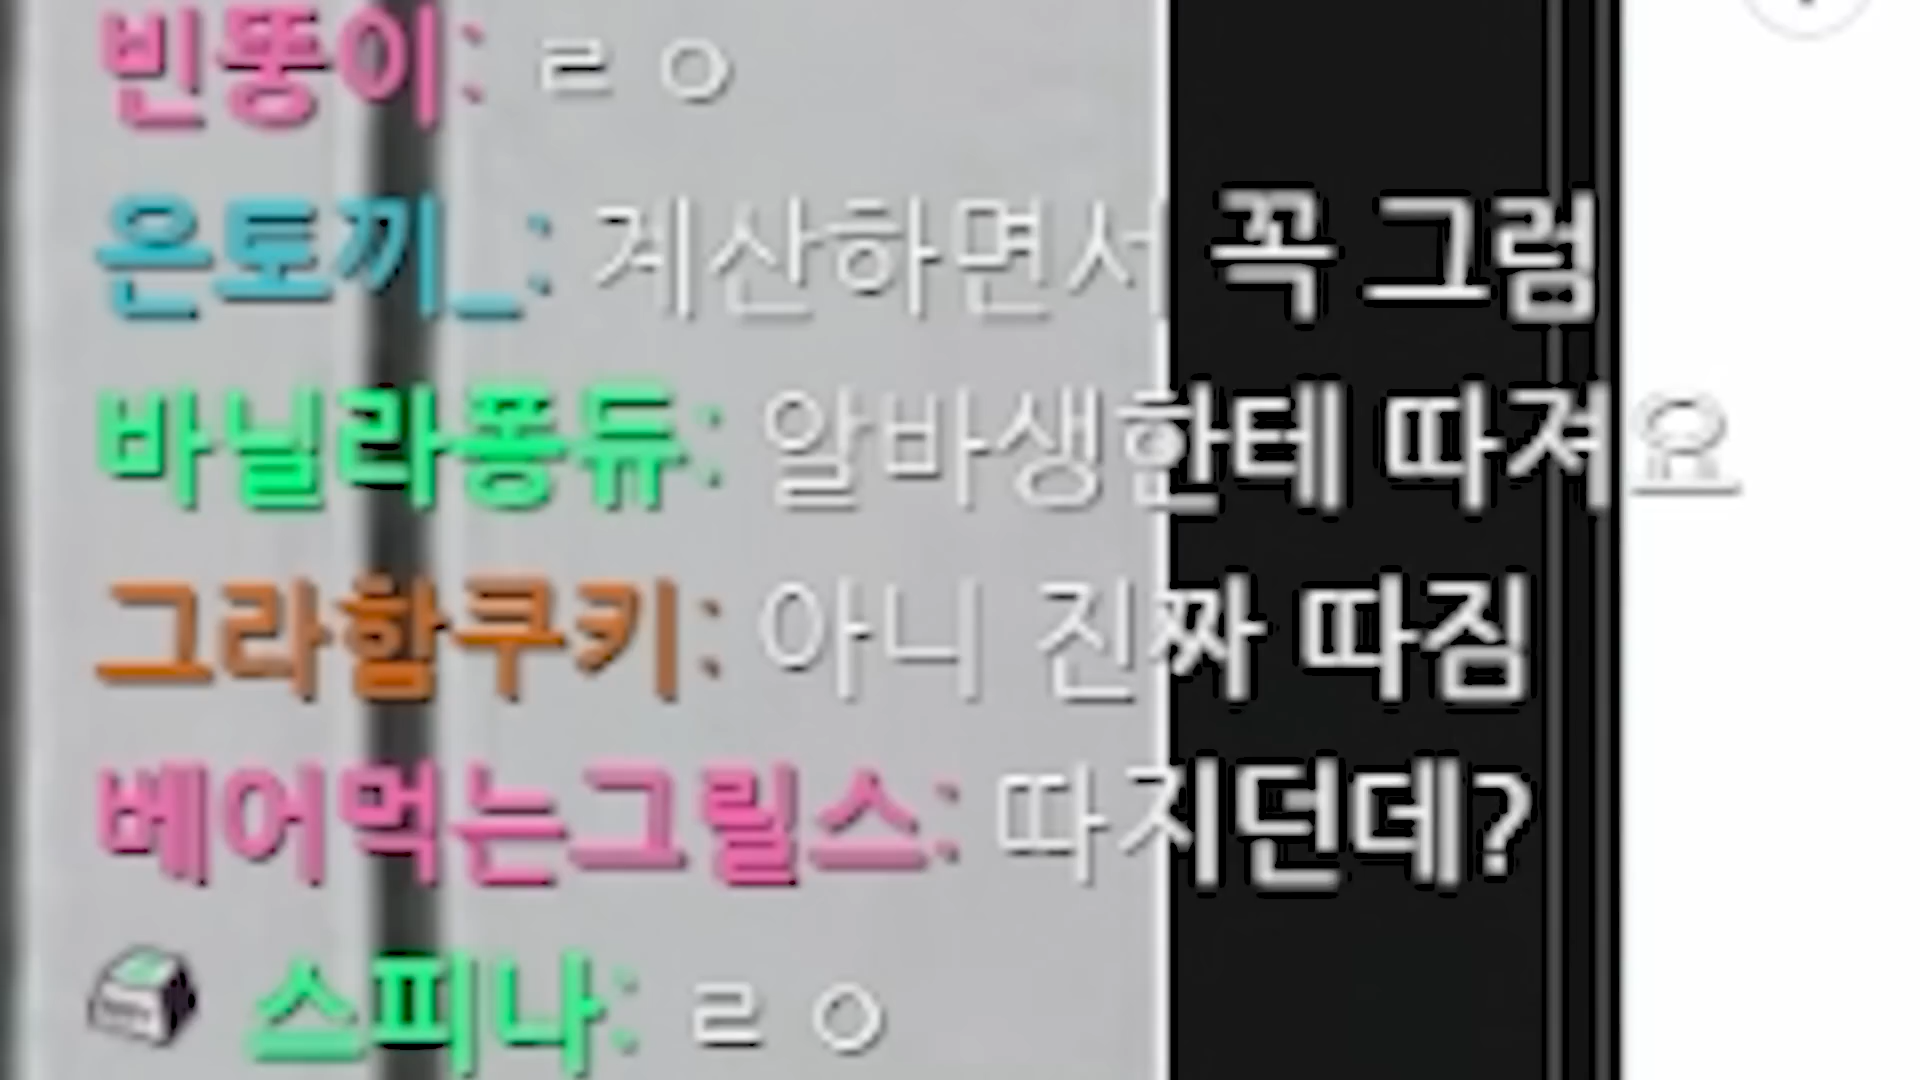 빈뚱이: ㄹㅇ
은토끼_: 계산하면서 꼭 그럼
바닐라퐁듀: 알바생한테 따져요
그라함쿠키: 아니 진짜 따짐
베어먹는그릴스: 따지던데?
스피나: ㄹㅇ